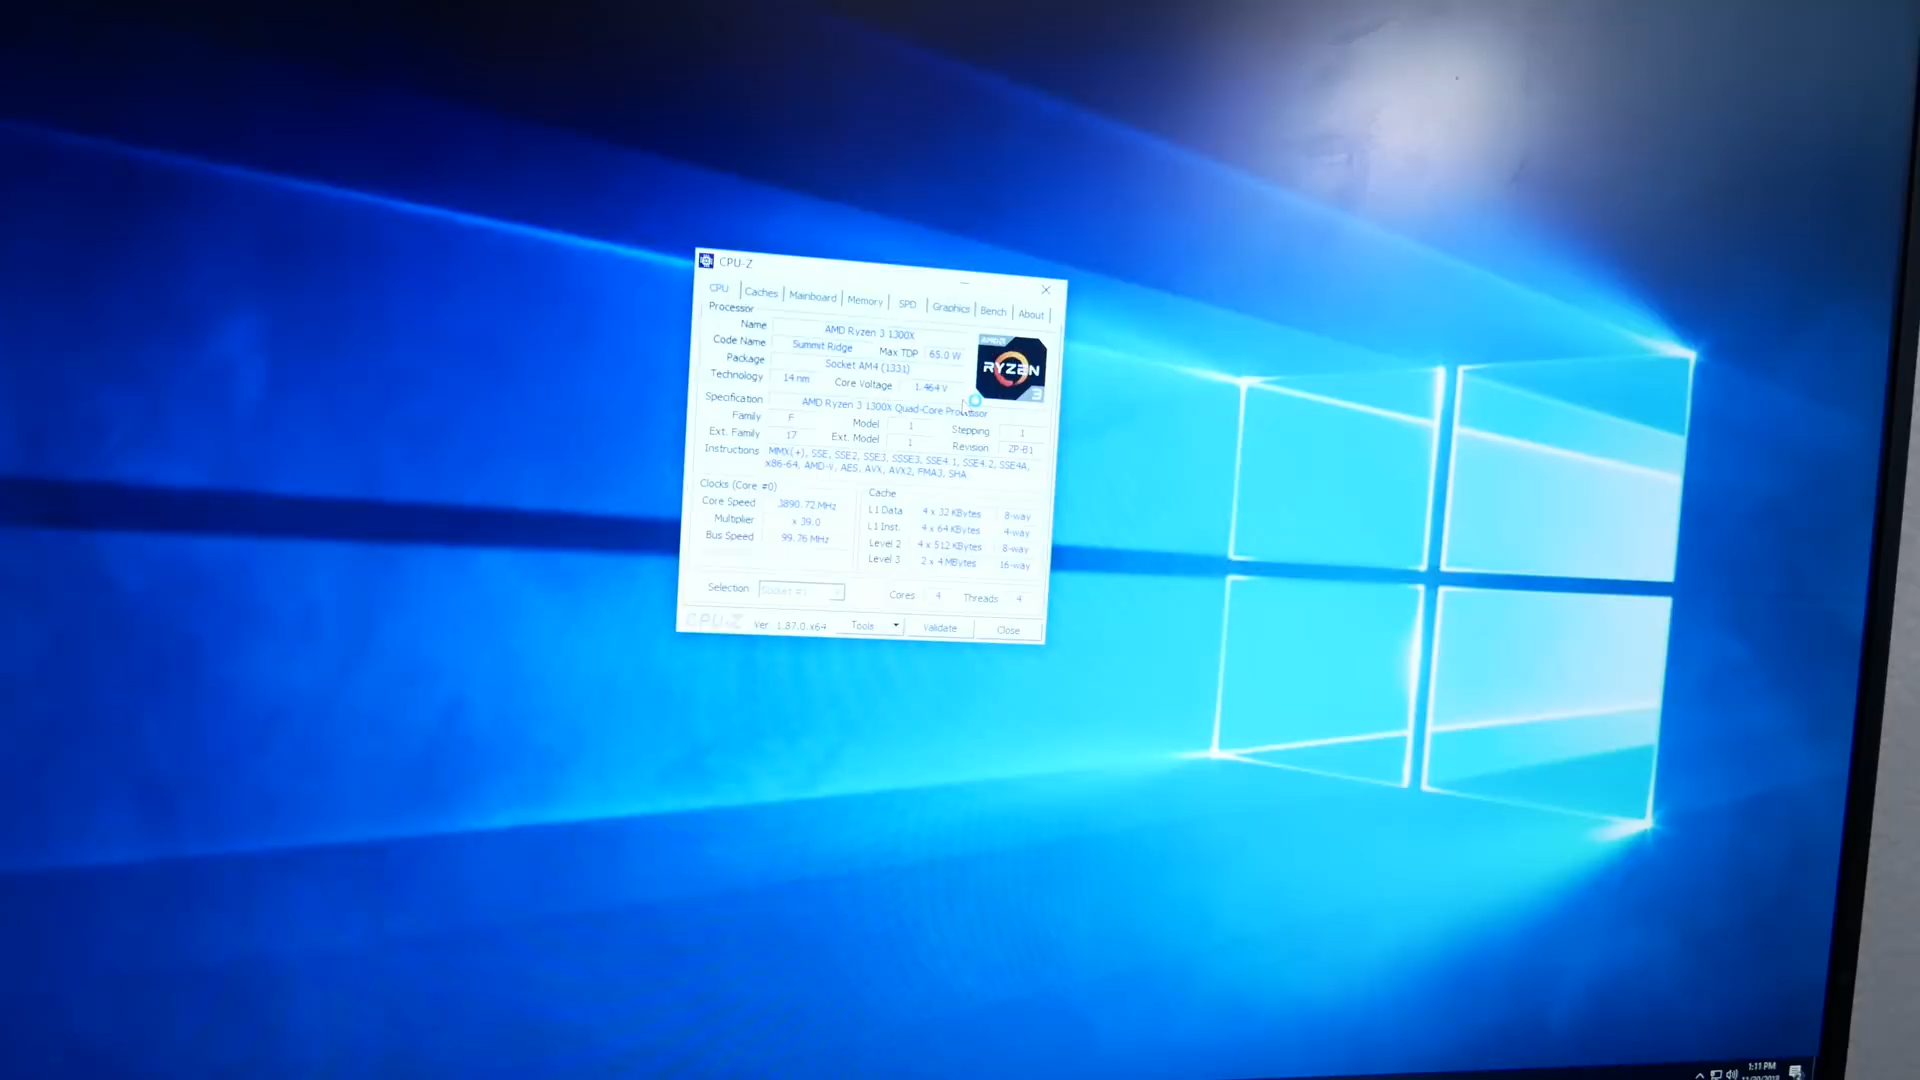 CPU-Z
CPU Caches Mainboard Memory SPD Graphics Bench About
Processor
Name AMD Ryzen 3 1300X
Code Name Summit Ridge Max TDP 65.0 W
Package Socket AM4 (1331)
Technology 14 nm Core Voltage 1.464 V
AMD
RYZEN
3
Specification AMD Ryzen 3 1300X Quad-Core Processor
Family F Model 1 Stepping 1
Ext. Family 17 Ext. Model 1 Revision ZP-B1
Instructions MMX(+), SSE, SSE2, SSE3, SSSE3, SSE4.1, SSE4.2, SSE4A,
x86-64, AMD-V, AES, AVX, AVX2, FMA3, SHA
Clocks (Core #0)
Core Speed 3890.72 MHz
Multiplier x 39.0
Bus Speed 99.76 MHz
Cache
L1 Data 4 x 32 KBytes 8-way
L1 Inst. 4 x 64 KBytes 4-way
Level 2 4 x 512 KBytes 8-way
Level 3 2 x 4 MBytes 16-way
Selection Socket #1 Cores 4 Threads 4
CPU-Z Ver. 1.87.0.x64 Tools Validate Close
1:11 PM